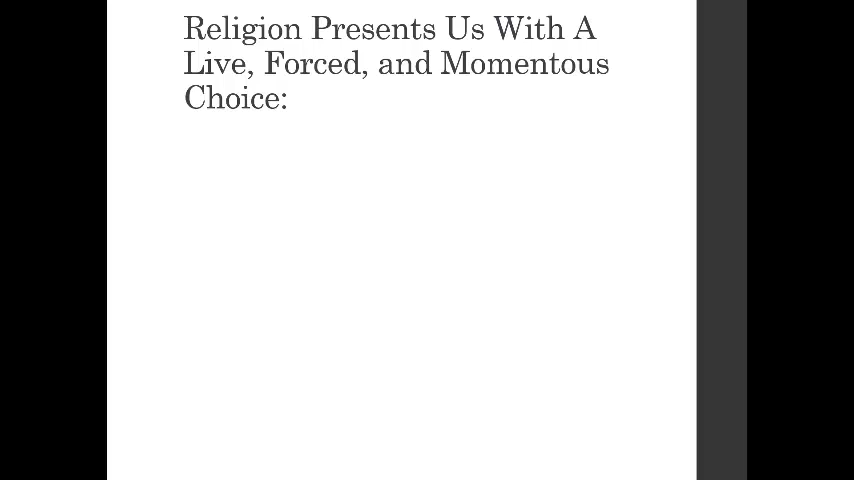 Religion Presents Us With A
Live, Forced, and Momentous
Choice: